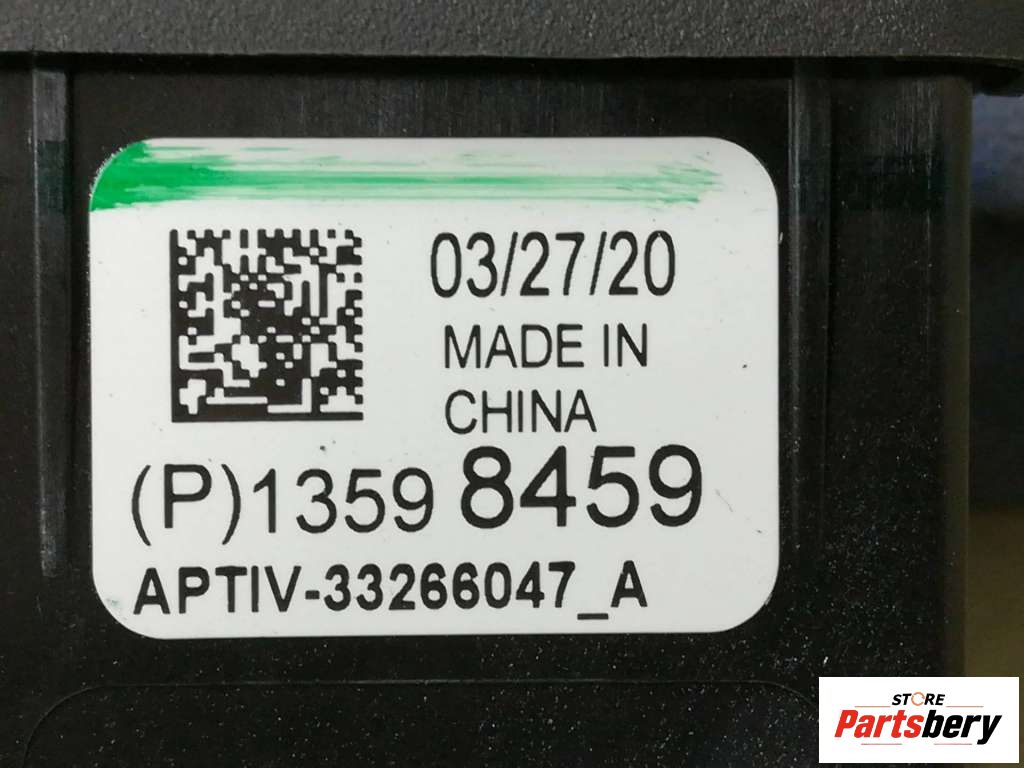 03/27/20
MADE IN
CHINA
(P)1359 8459
APTIV-33266047_A
STORE
Partsbery